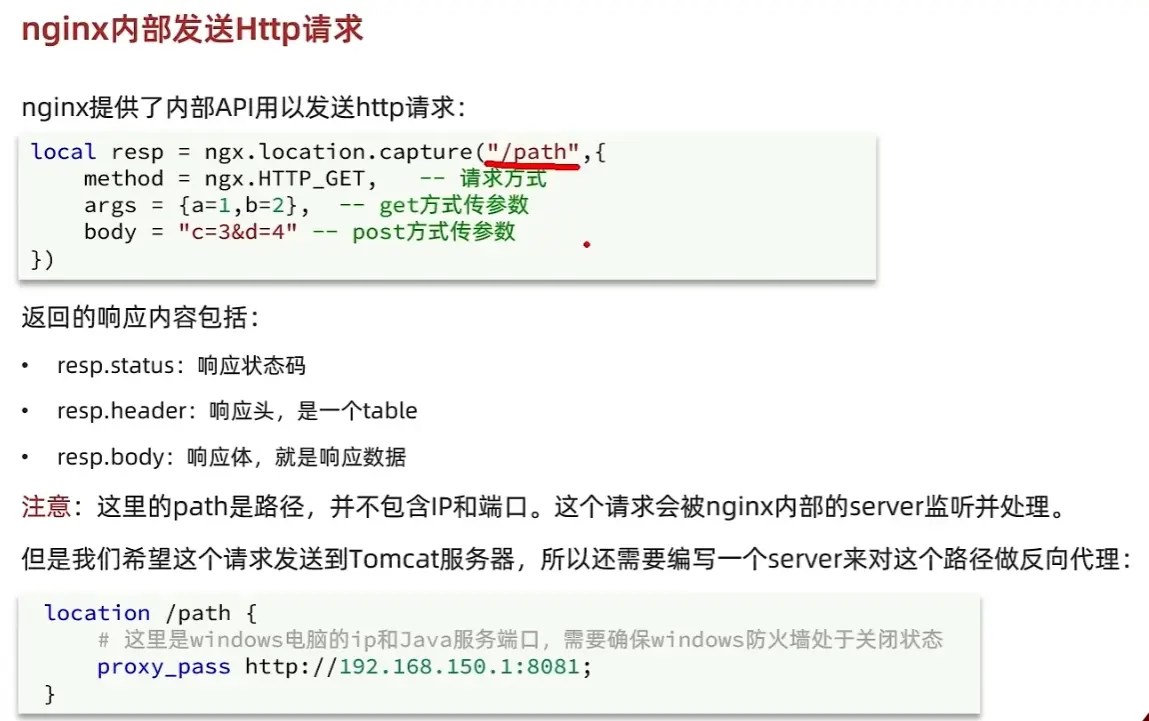 nginx内部发送Http请求
nginx提供了内部API用以发送http请求：
local resp = ngx.location.capture("/path",{
    method = ngx.HTTP_GET,   -- 请求方式
    args = {a=1,b=2},  -- get方式传参数
    body = "c=3&d=4" -- post方式传参数
})
返回的响应内容包括：
• resp.status：响应状态码
• resp.header：响应头，是一个table
• resp.body：响应体，就是响应数据
注意：这里的path是路径，并不包含IP和端口。这个请求会被nginx内部的server监听并处理。
但是我们希望这个请求发送到Tomcat服务器，所以还需要编写一个server来对这个路径做反向代理：
location /path {
    # 这里是windows电脑的ip和Java服务端口，需要确保windows防火墙处于关闭状态
    proxy_pass http://192.168.150.1:8081;
}